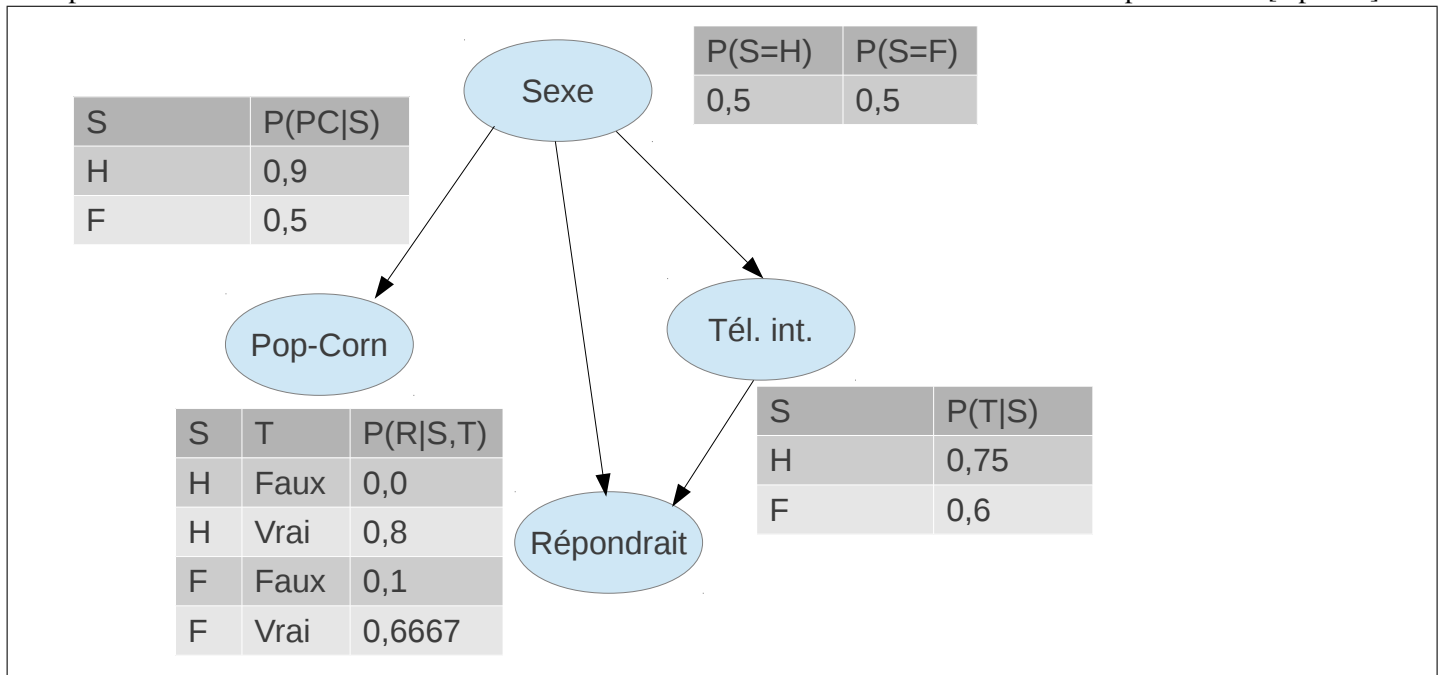 P(S=H) P(S=F)
0,5 0,5
Sexe
S P(PC|S)
H 0,9
F 0,5
Pop-Corn
Tél. int.
S T P(R|S,T)
H Faux 0,0
H Vrai 0,8
F Faux 0,1
F Vrai 0,6667
Répondrait
S P(T|S)
H 0,75
F 0,6